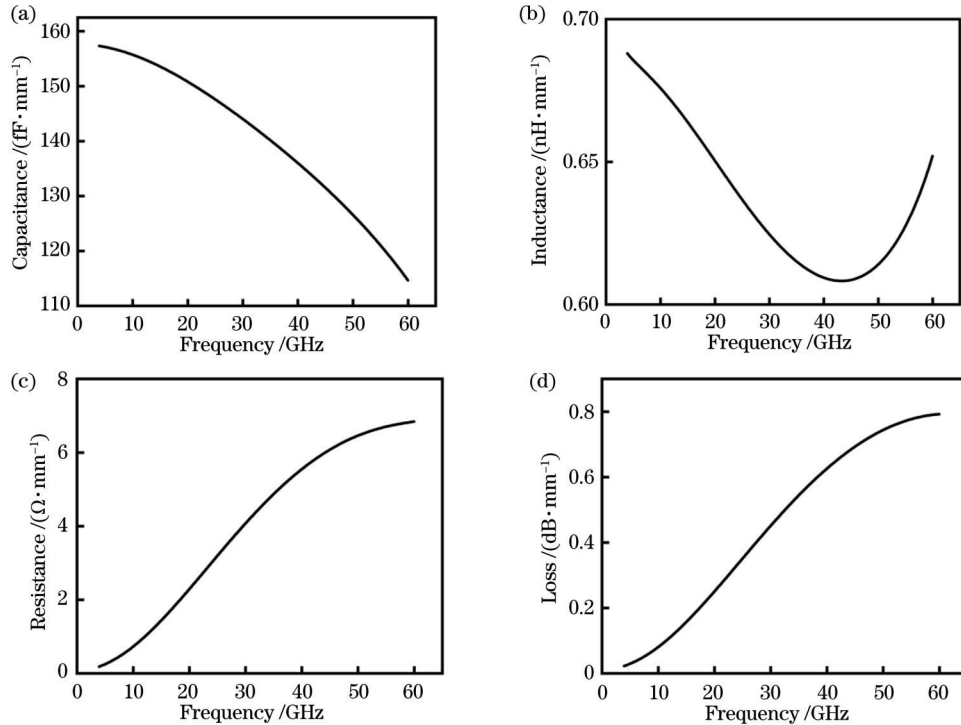 (a)
160
150
140
130
120
110
Capacitance /(fF·mm⁻¹)
0 10 20 30 40 50 60
Frequency /GHz
(b)
0.70
0.65
0.60
Inductance /(nH·mm⁻¹)
0 10 20 30 40 50 60
Frequency /GHz
(c)
8
6
4
2
0
Resistance /(Ω·mm⁻¹)
0 10 20 30 40 50 60
Frequency /GHz
(d)
0.8
0.6
0.4
0.2
0
Loss /(dB·mm⁻¹)
0 10 20 30 40 50 60
Frequency /GHz